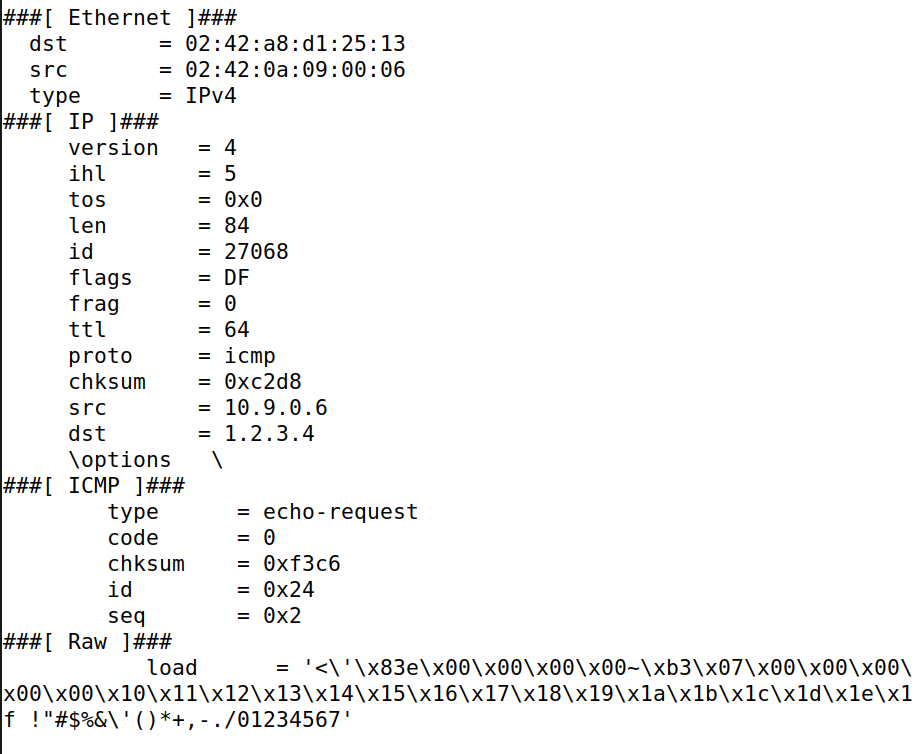 ###[ Ethernet ]###
  dst       = 02:42:a8:d1:25:13
  src       = 02:42:0a:09:00:06
  type      = IPv4
###[ IP ]###
     version   = 4
     ihl       = 5
     tos       = 0x0
     len       = 84
     id        = 27068
     flags     = DF
     frag      = 0
     ttl       = 64
     proto     = icmp
     chksum    = 0xc2d8
     src       = 10.9.0.6
     dst       = 1.2.3.4
     \options   \
###[ ICMP ]###
        type      = echo-request
        code      = 0
        chksum    = 0xf3c6
        id        = 0x24
        seq       = 0x2
###[ Raw ]###
           load      = '<\'\x83e\x00\x00\x00\x00~\xb3\x07\x00\x00\x00\
x00\x00\x10\x11\x12\x13\x14\x15\x16\x17\x18\x19\x1a\x1b\x1c\x1d\x1e\x1
f !"#$%&\'()*+,-./01234567'